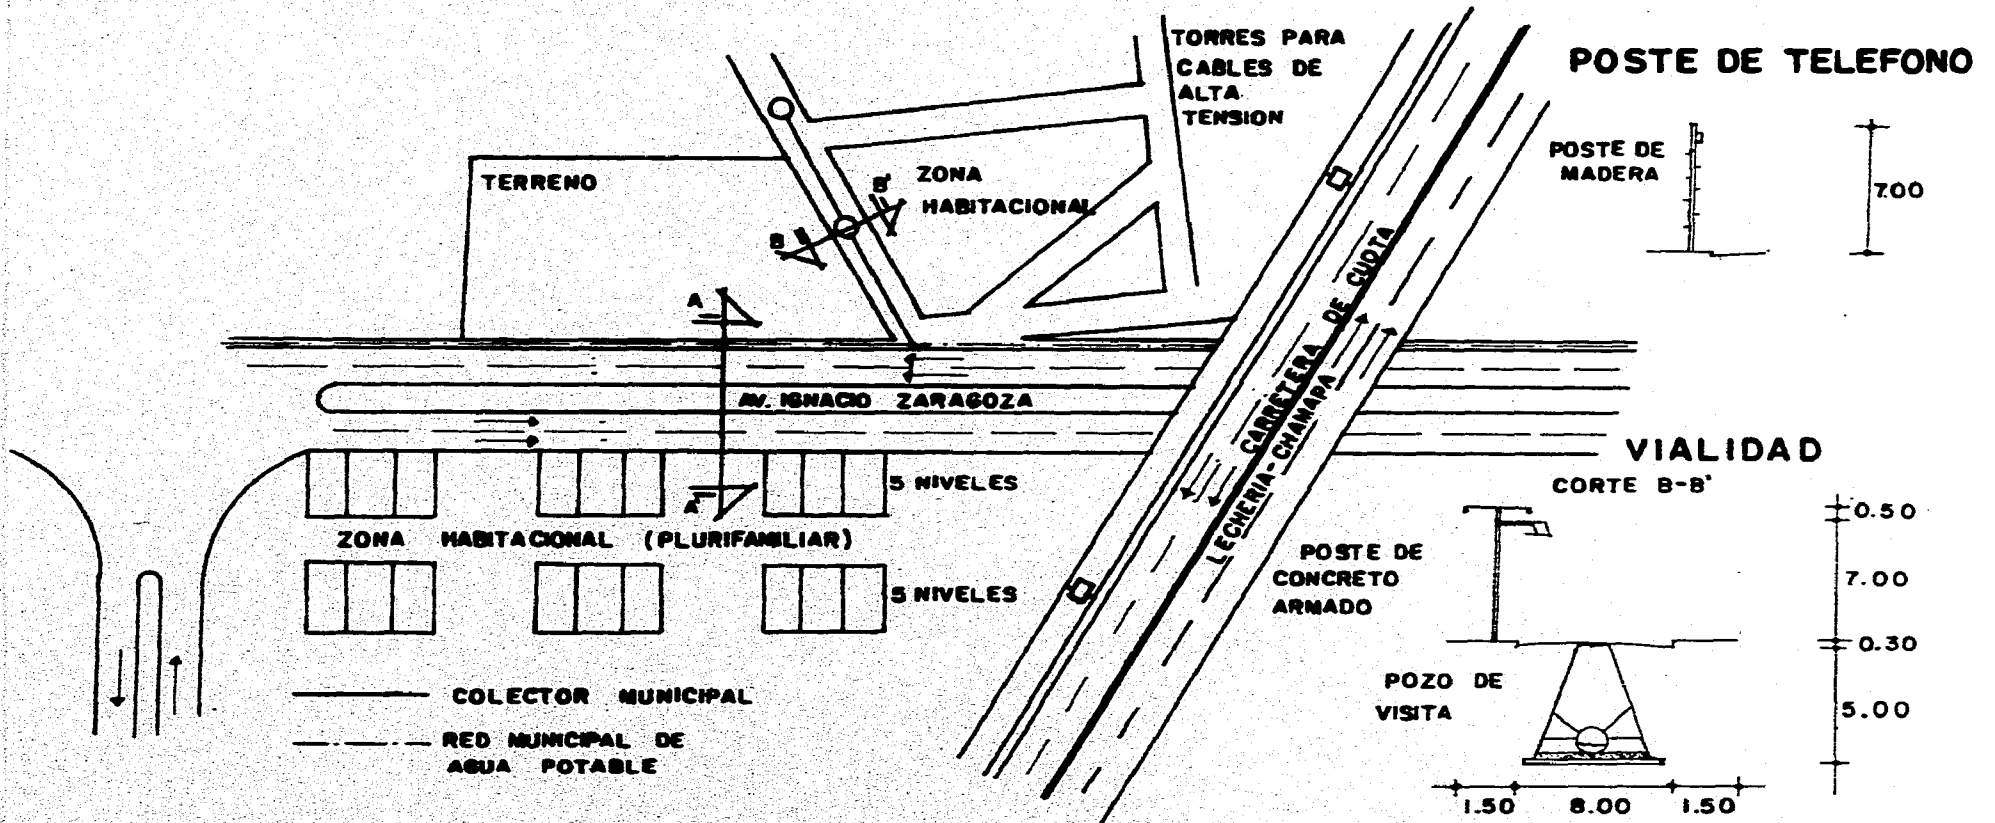 TORRES PARA
CABLES DE
ALTA
TENSION
POSTE DE TELEFONO
POSTE DE
MADERA
7.00
TERRENO
ZONA
HABITACIONAL
B'
B
A
AV. IGNACIO ZARAGOZA
CARRETERA DE CUOTA
LECHERIA-CHAMAPA
A'
5 NIVELES
ZONA HABITACIONAL (PLURIFAMILIAR)
5 NIVELES
COLECTOR MUNICIPAL
RED MUNICIPAL DE
AGUA POTABLE
VIALIDAD
CORTE B-B'
POSTE DE
CONCRETO
ARMADO
0.50
7.00
0.30
POZO DE
VISITA
5.00
1.50 8.00 1.50